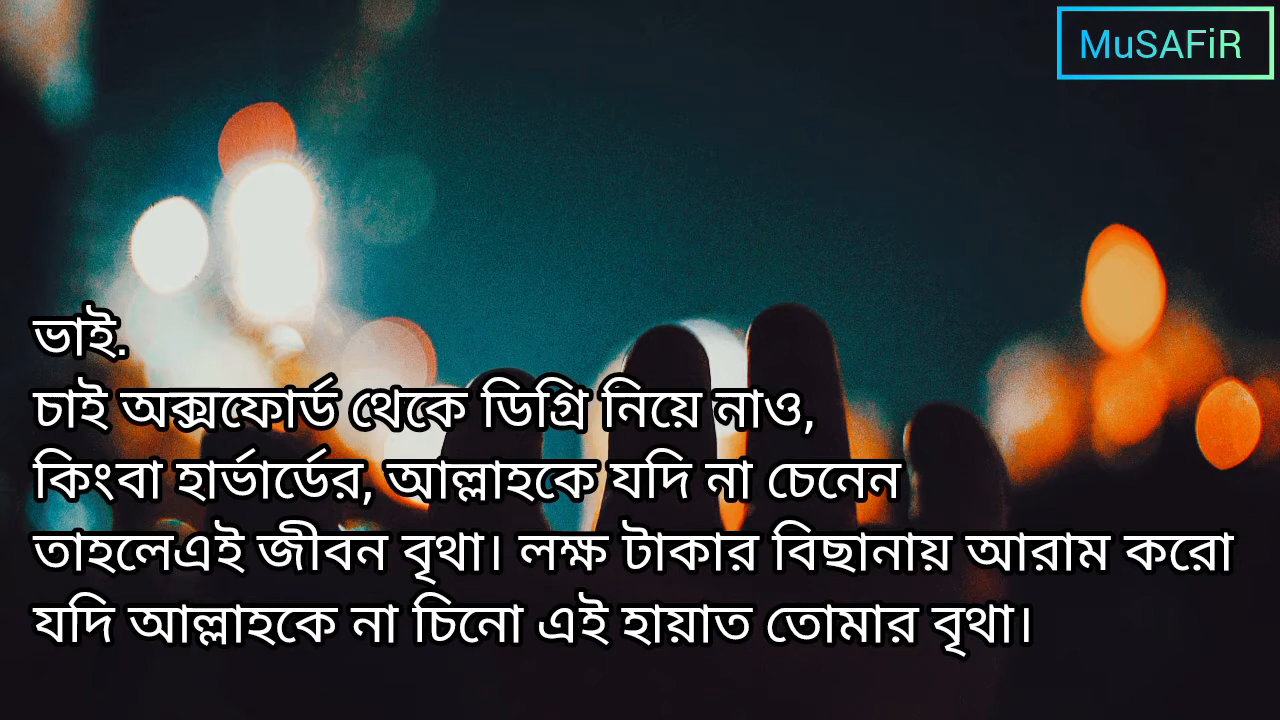 MuSAFiR
ভাই.
চাই অক্সফোর্ড থেকে ডিগ্রি নিয়ে নাও,
কিংবা হার্ভার্ডের, আল্লাহকে যদি না চেনেন
তাহলেএই জীবন বৃথা। লক্ষ টাকার বিছানায় আরাম করো
যদি আল্লাহকে না চিনো এই হায়াত তোমার বৃথা।